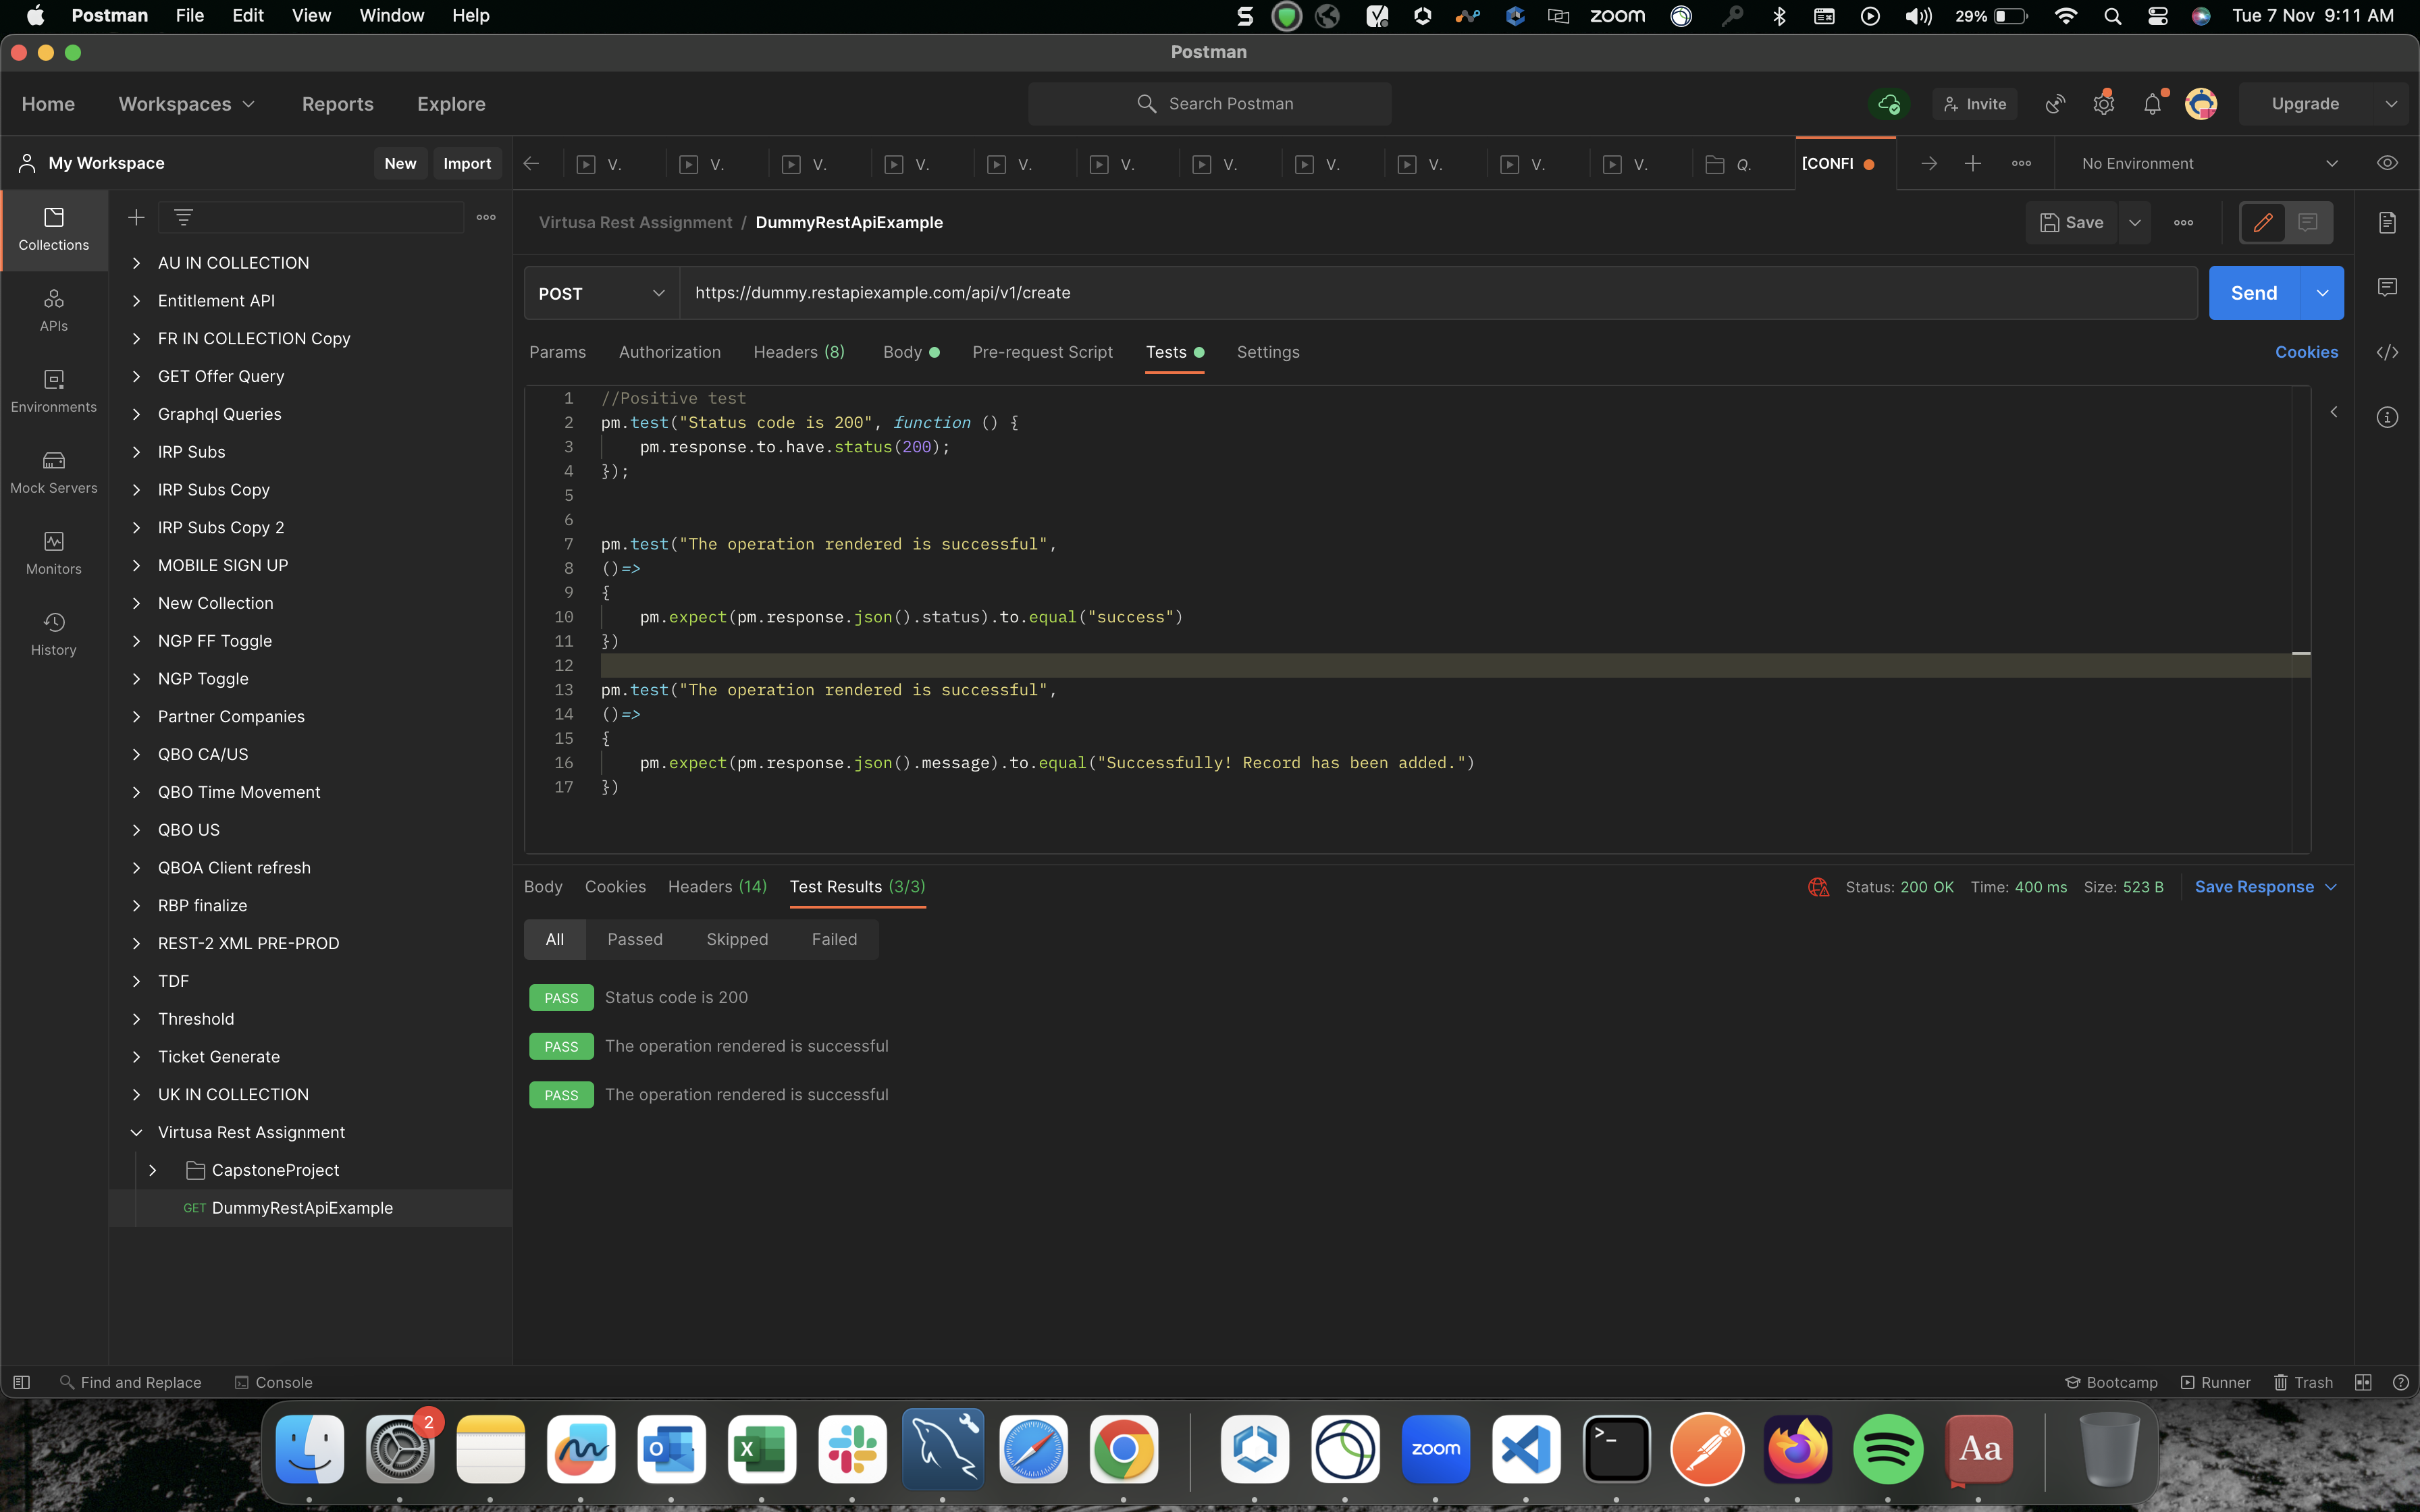 Postman File Edit View Window Help
zoom 29% Tue 7 Nov 9:11 AM
Postman
Home Workspaces Reports Explore
Search Postman
Invite Upgrade
My Workspace New Import
V. V. V. V. V. V. V. V. V. V. V. Q. [CONFI
No Environment
Collections
APIs
Environments
Mock Servers
Monitors
History
AU IN COLLECTION
Entitlement API
FR IN COLLECTION Copy
GET Offer Query
Graphql Queries
IRP Subs
IRP Subs Copy
IRP Subs Copy 2
MOBILE SIGN UP
New Collection
NGP FF Toggle
NGP Toggle
Partner Companies
QBO CA/US
QBO Time Movement
QBO US
QBOA Client refresh
RBP finalize
REST-2 XML PRE-PROD
TDF
Threshold
Ticket Generate
UK IN COLLECTION
Virtusa Rest Assignment
CapstoneProject
GET DummyRestApiExample
Virtusa Rest Assignment / DummyRestApiExample
Save
POST https://dummy.restapiexample.com/api/v1/create
Send
Params Authorization Headers (8) Body Pre-request Script Tests Settings
Cookies
1 //Positive test
2 pm.test("Status code is 200", function () {
3 pm.response.to.have.status(200);
4 });
5
6
7 pm.test("The operation rendered is successful",
8 ()=>
9 {
10 pm.expect(pm.response.json().status).to.equal("success")
11 })
12
13 pm.test("The operation rendered is successful",
14 ()=>
15 {
16 pm.expect(pm.response.json().message).to.equal("Successfully! Record has been added.")
17 })
Body Cookies Headers (14) Test Results (3/3)
Status: 200 OK Time: 400 ms Size: 523 B Save Response
All Passed Skipped Failed
PASS Status code is 200
PASS The operation rendered is successful
PASS The operation rendered is successful
Find and Replace Console
Bootcamp Runner Trash
2
zoom
Aa